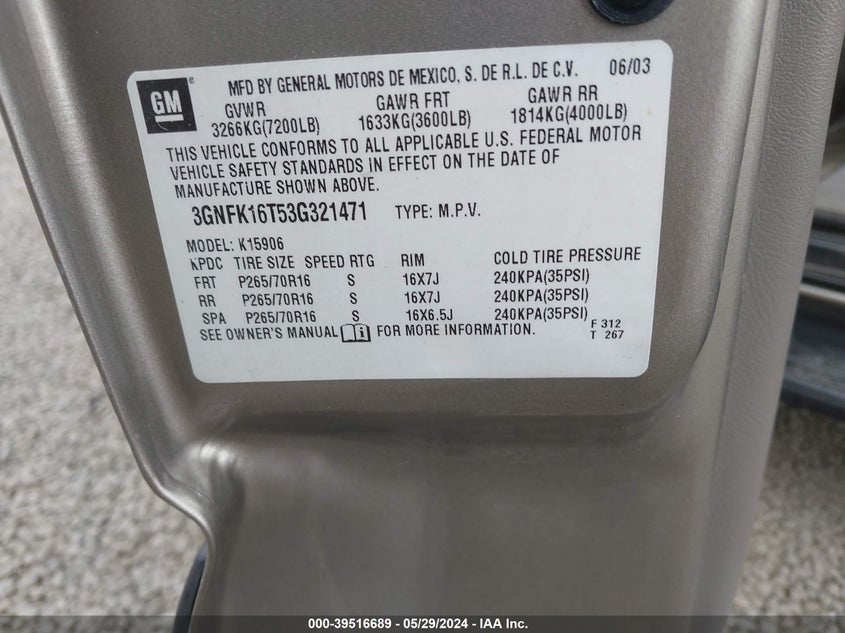 GM
MFD BY GENERAL MOTORS DE MEXICO, S. DE R.L. DE C.V. 06/03
GVWR GAWR FRT GAWR RR
3266KG(7200LB) 1633KG(3600LB) 1814KG(4000LB)
THIS VEHICLE CONFORMS TO ALL APPLICABLE U.S. FEDERAL MOTOR
VEHICLE SAFETY STANDARDS IN EFFECT ON THE DATE OF
MANUFACTURE SHOWN ABOVE.
3GNFK16T53G321471 TYPE: M.P.V.
MODEL: K15906
KPDC TIRE SIZE SPEED RTG RIM COLD TIRE PRESSURE
FRT P265/70R16 S 16X7J 240KPA(35PSI)
RR P265/70R16 S 16X7J 240KPA(35PSI)
SPA P265/70R16 S 16X6.5J 240KPA(35PSI)
SEE OWNER'S MANUAL FOR MORE INFORMATION.
F 312
T 267
000-39516689 - 05/29/2024 - IAA Inc.